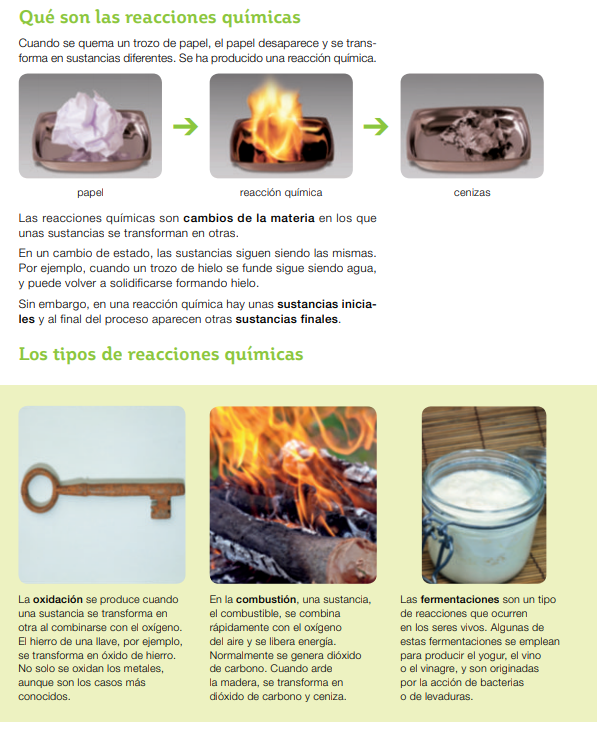 Qué son las reacciones químicas
Cuando se quema un trozo de papel, el papel desaparece y se trans-
forma en sustancias diferentes. Se ha producido una reacción química.
papel
reacción química
cenizas
Las reacciones químicas son cambios de la materia en los que
unas sustancias se transforman en otras.
En un cambio de estado, las sustancias siguen siendo las mismas.
Por ejemplo, cuando un trozo de hielo se funde sigue siendo agua,
y puede volver a solidificarse formando hielo.
Sin embargo, en una reacción química hay unas sustancias inicia-
les y al final del proceso aparecen otras sustancias finales.
Los tipos de reacciones químicas
La oxidación se produce cuando
una sustancia se transforma en
otra al combinarse con el oxígeno.
El hierro de una llave, por ejemplo,
se transforma en óxido de hierro.
No solo se oxidan los metales,
aunque son los casos más
conocidos.
En la combustión, una sustancia,
el combustible, se combina
rápidamente con el oxígeno
del aire y se libera energía.
Normalmente se genera dióxido
de carbono. Cuando arde
la madera, se transforma en
dióxido de carbono y ceniza.
Las fermentaciones son un tipo
de reacciones que ocurren
en los seres vivos. Algunas de
estas fermentaciones se emplean
para producir el yogur, el vino
o el vinagre, y son originadas
por la acción de bacterias
o de levaduras.